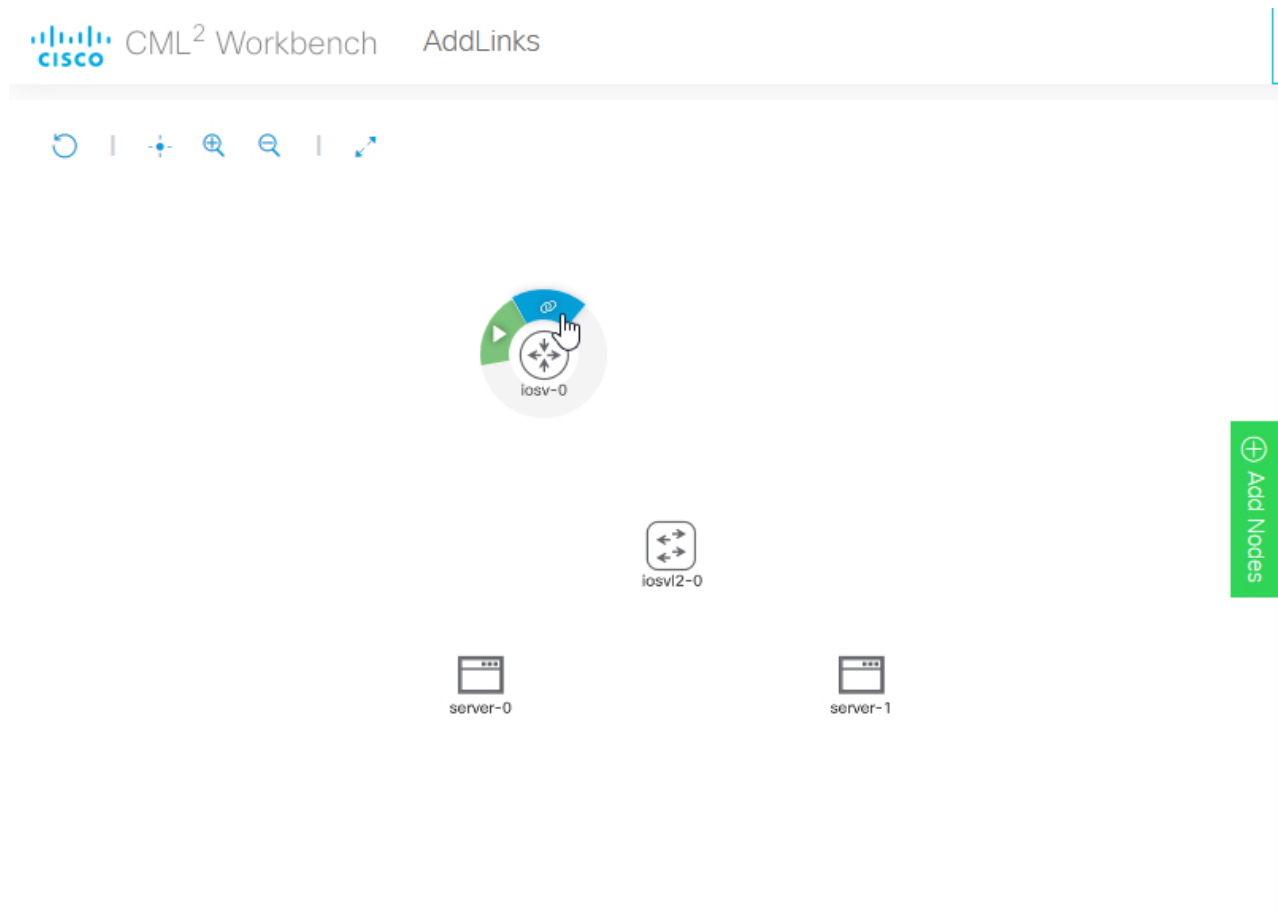 CISCO CML² Workbench AddLinks
iosv-0
Add Nodes
iosvl2-0
server-0 server-1